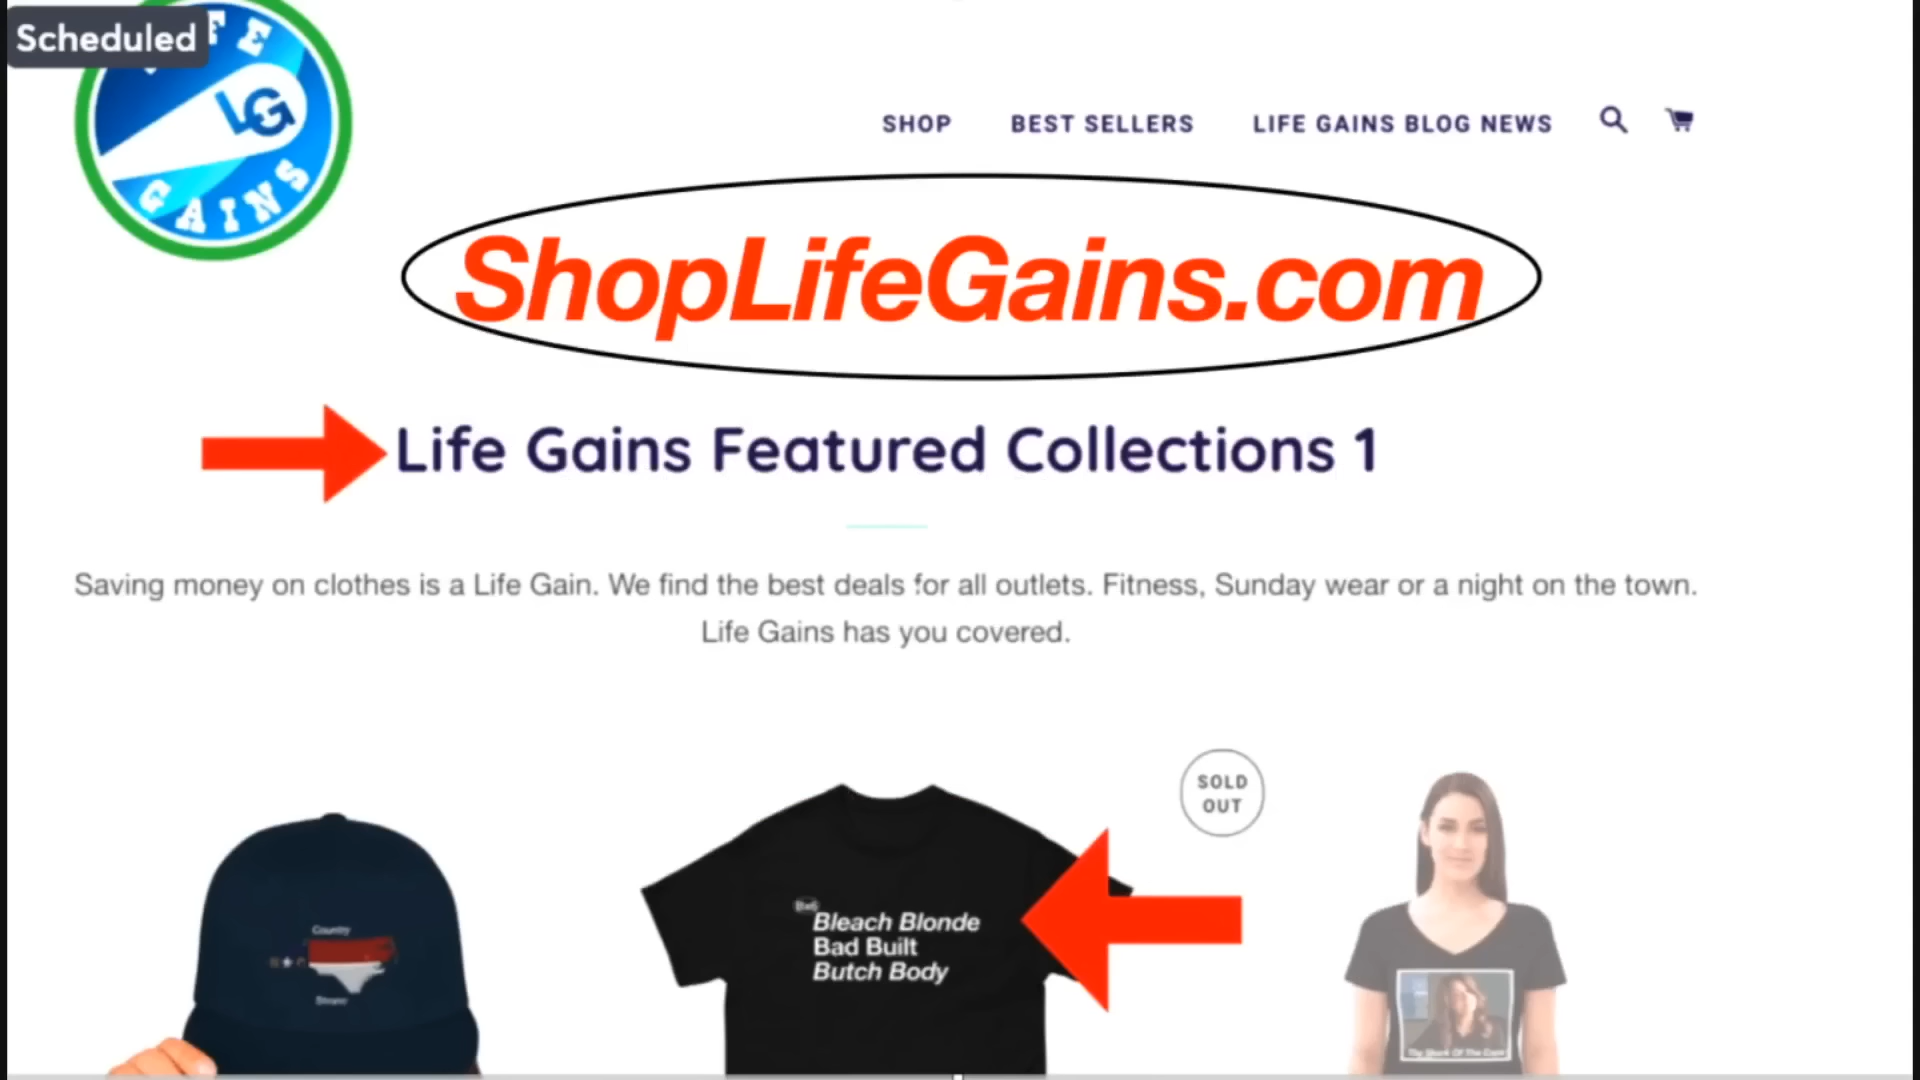 Scheduled
LG
GAINS
SHOP BEST SELLERS LIFE GAINS BLOG NEWS
ShopLifeGains.com
Life Gains Featured Collections 1
Saving money on clothes is a Life Gain. We find the best deals for all outlets. Fitness, Sunday wear or a night on the town.
Life Gains has you covered.
SOLD
OUT
Country
Bleach Blonde
Bad Built
Butch Body